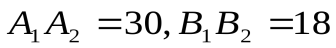 A₁A₂ =30, B₁B₂ =18